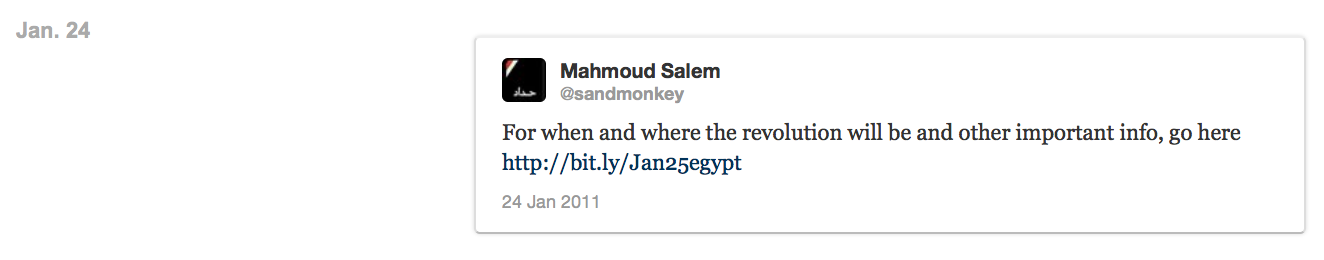 Jan. 24
حداد
Mahmoud Salem
@sandmonkey
For when and where the revolution will be and other important info, go here
http://bit.ly/Jan25egypt
24 Jan 2011